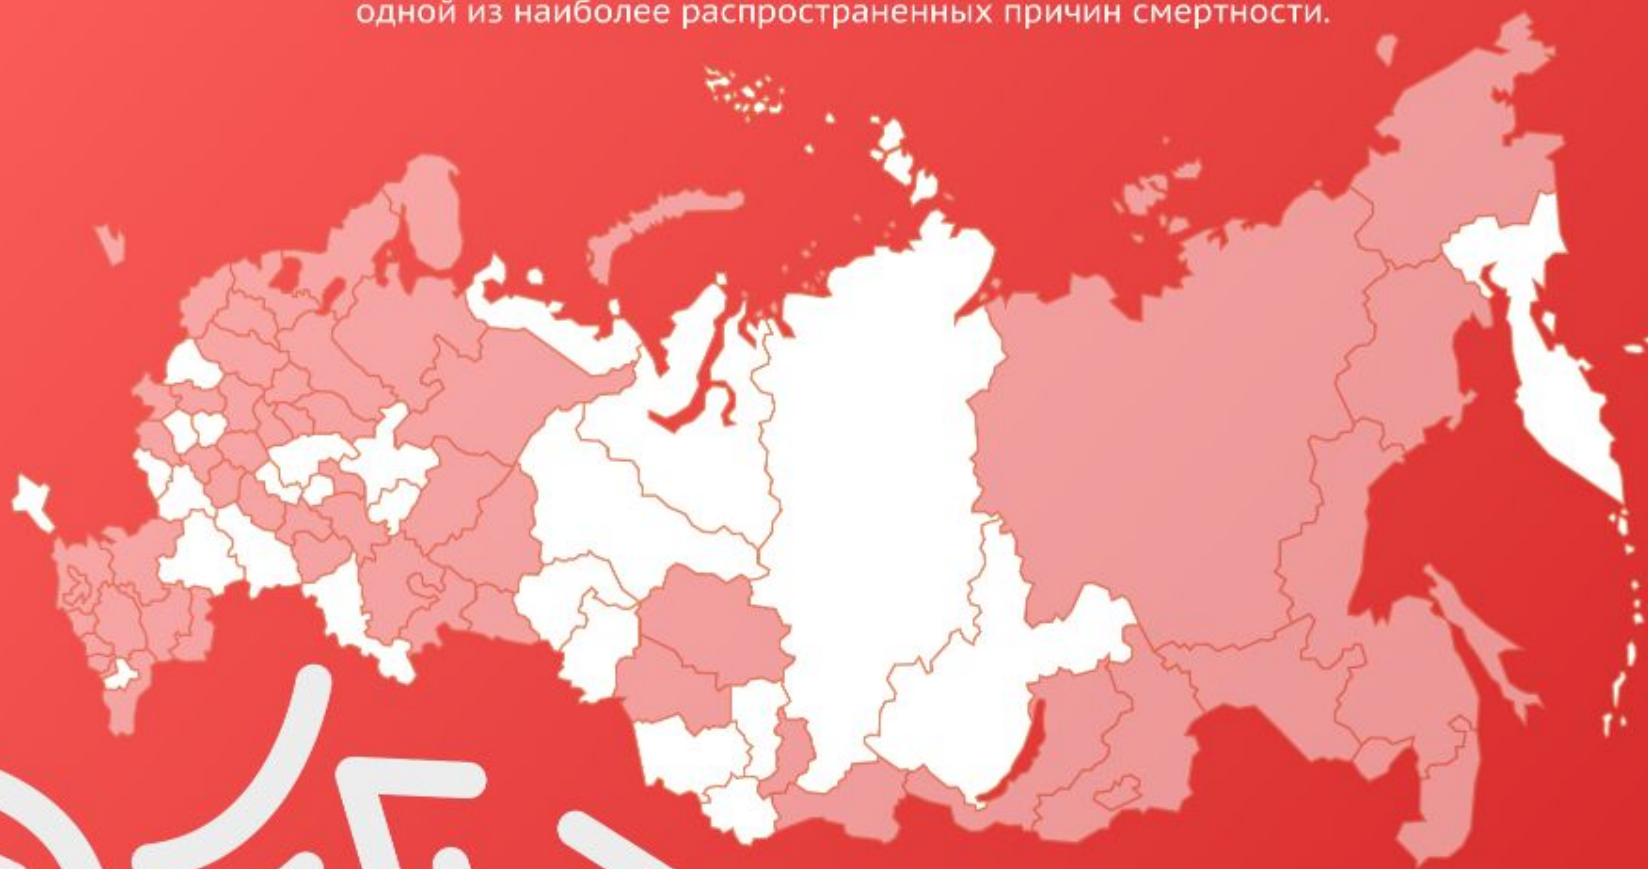 одной из наиболее распространенных причин смертности.